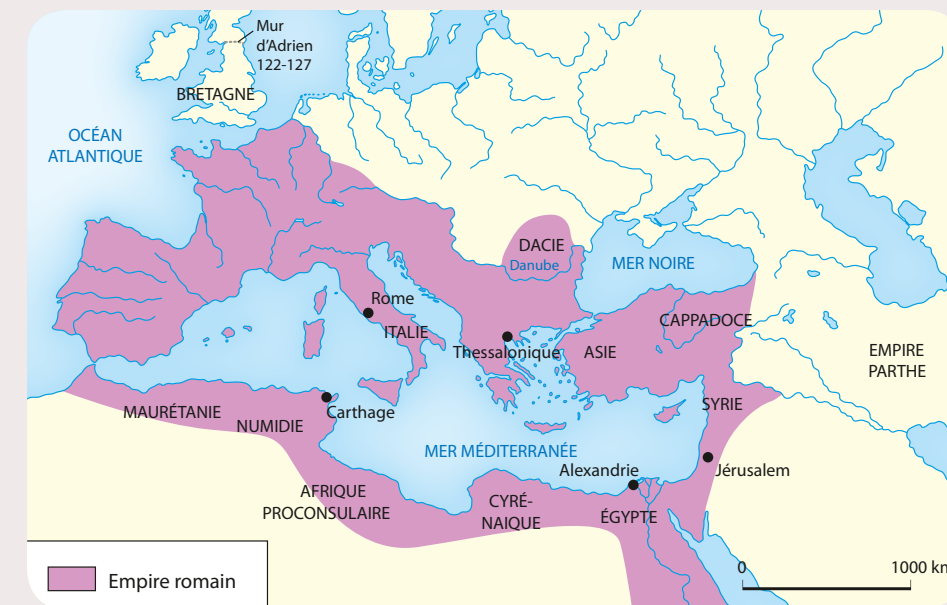 Mur
d'Adrien
122-127
BRETAGNE
OCÉAN
ATLANTIQUE
DACIE
Danube
MER NOIRE
Rome
ITALIE
CAPPADOCE
Thessalonique
ASIE
EMPIRE
PARTHE
MAURÉTANIE
NUMIDIE
Carthage
SYRIE
MER MÉDITERRANÉE
Alexandrie
Jérusalem
AFRIQUE
PROCONSULAIRE
CYRÉ-
NAIQUE
ÉGYPTE
Empire romain
0 1000 km